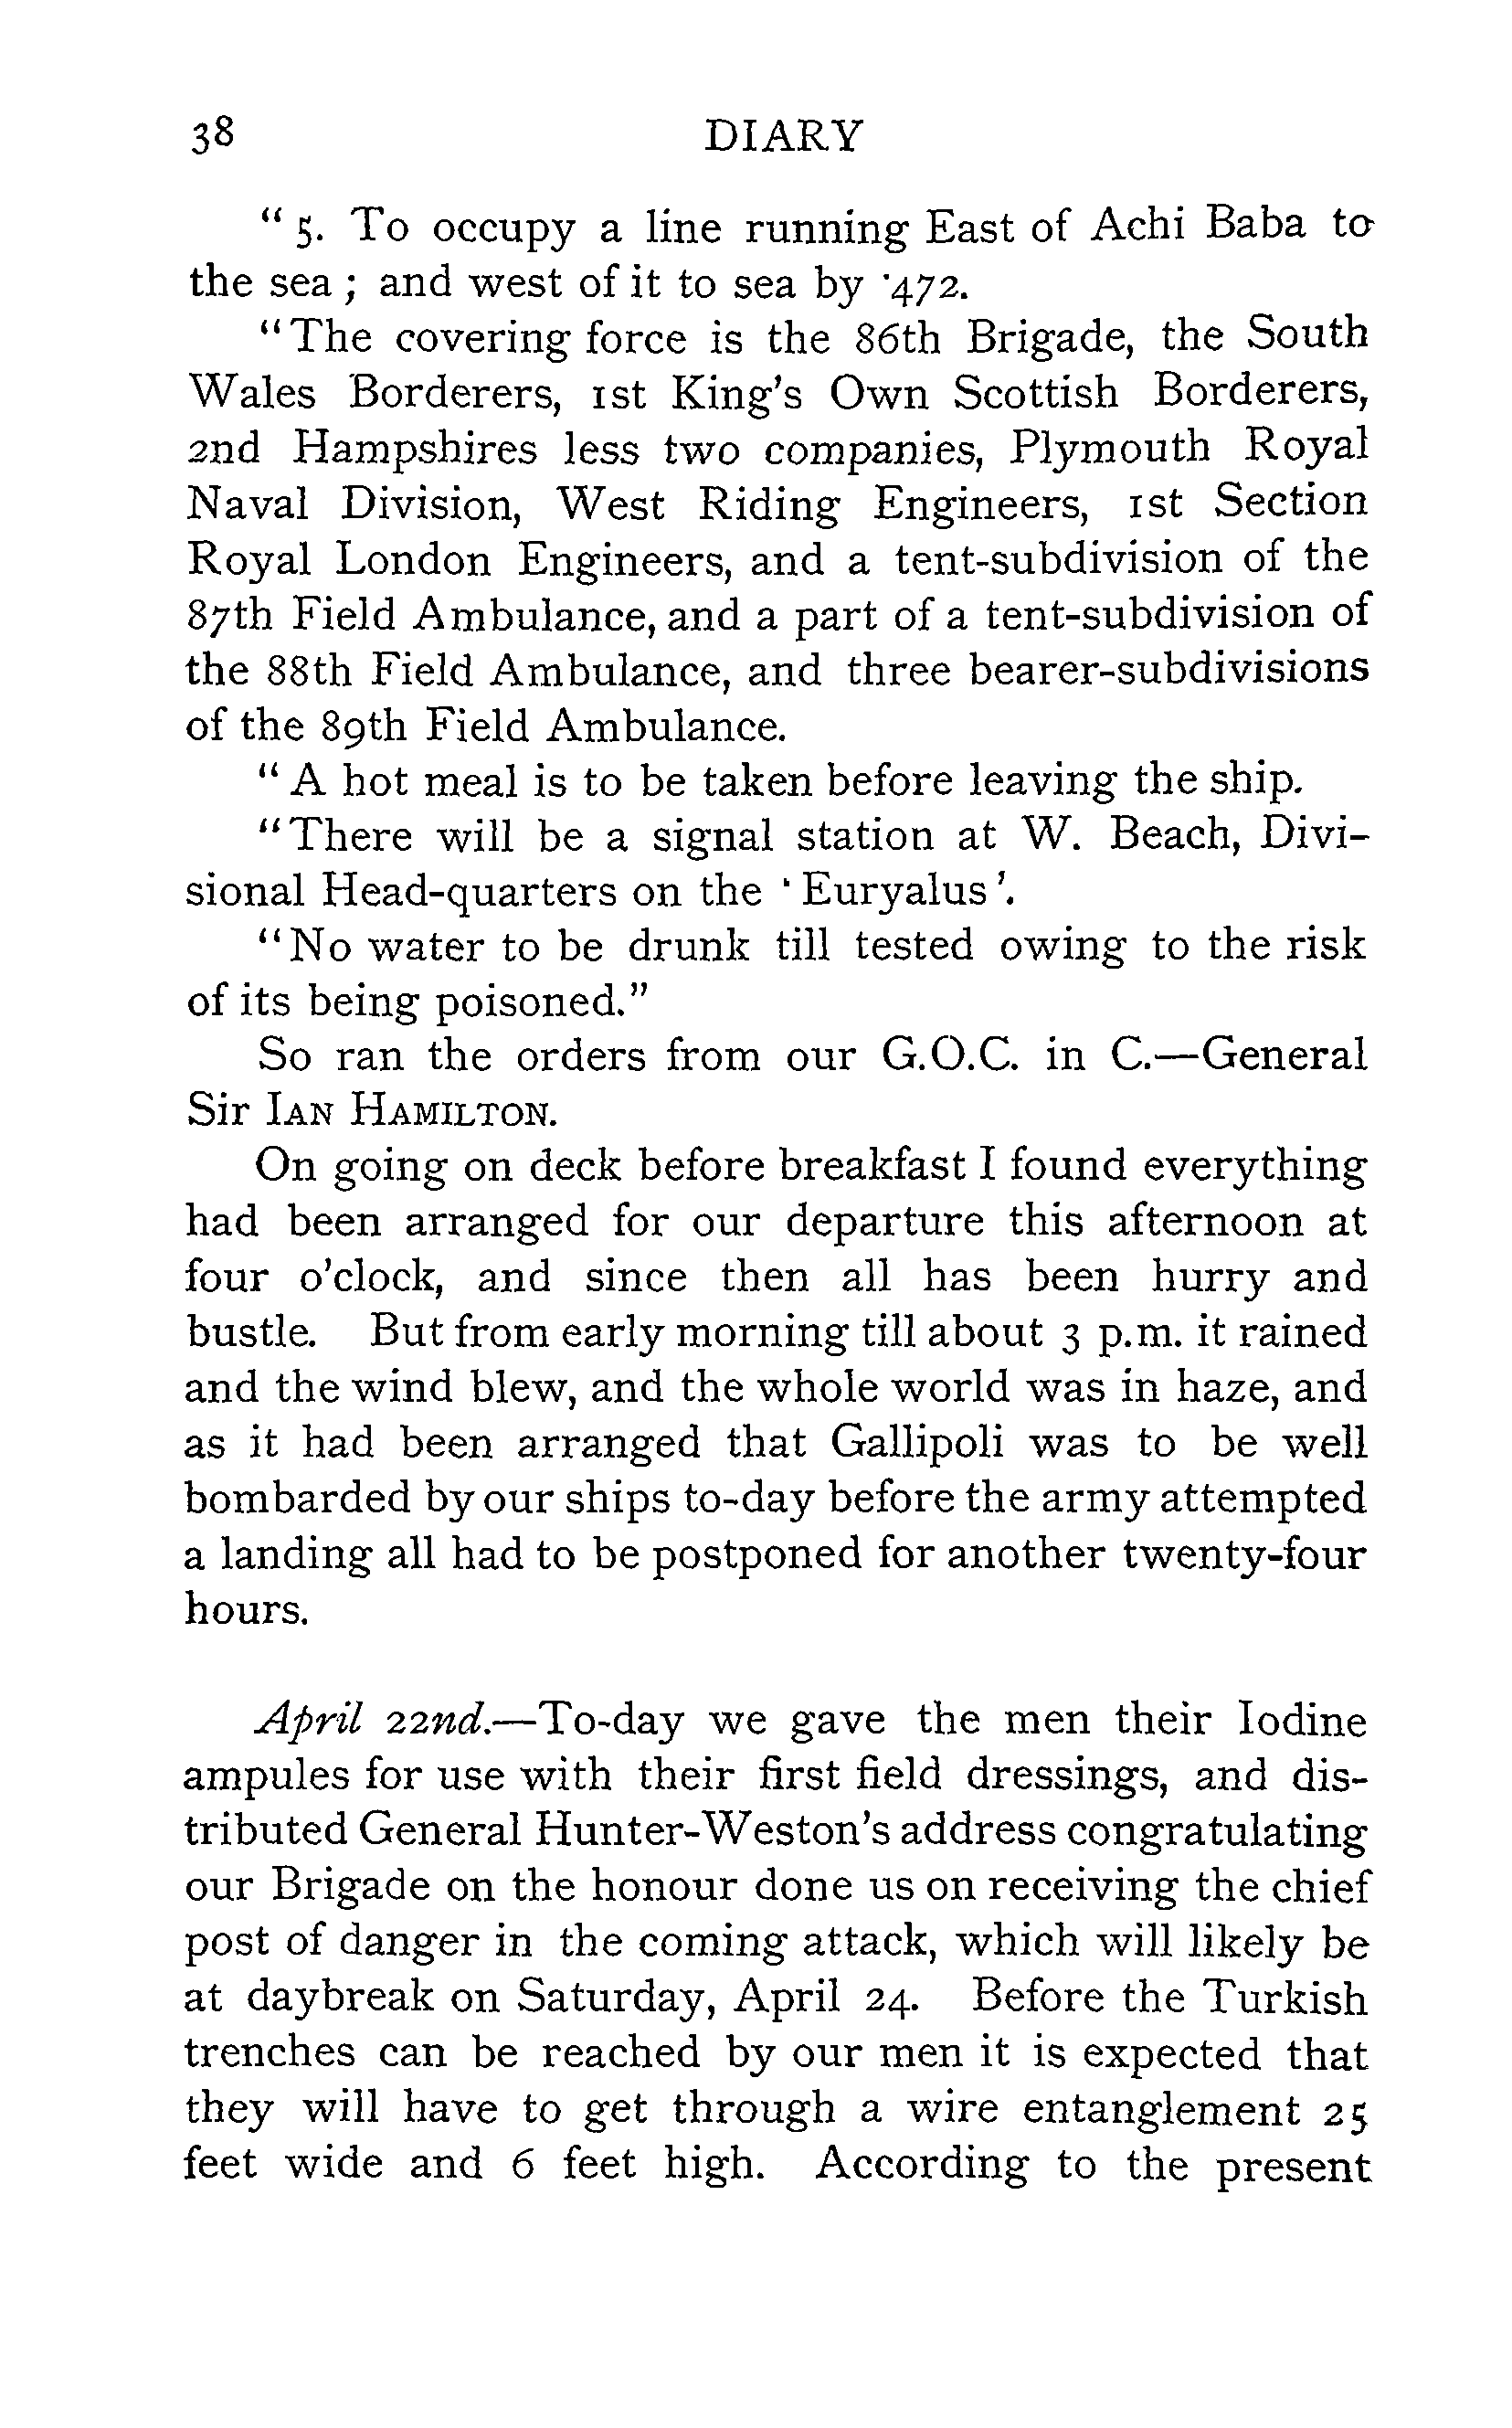 38 DIARY
" 5. To occupy a line running East of Achi Baba to
the sea ; and west of it to sea by ·472.
"The covering force is the 86th Brigade, the South
Wales Borderers, 1st King's Own Scottish Borderers,
2nd Hampshires less two companies, Plymouth Royal
Naval Division, West Riding Engineers, 1st Section
Royal London Engineers, and a tent-subdivision of the
87th Field Ambulance, and a part of a tent-subdivision of
the 88th Field Ambulance, and three bearer-subdivisions
of the 89th Field Ambulance.
" A hot meal is to be taken before leaving the ship.
"There will be a signal station at W. Beach, Divi-
sional Head-quarters on the ' Euryalus '.
"No water to be drunk till tested owing to the risk
of its being poisoned."
So ran the orders from our G.O.C. in C.—General
Sir IAN HAMILTON.
On going on deck before breakfast I found everything
had been arranged for our departure this afternoon at
four o'clock, and since then all has been hurry and
bustle. But from early morning till about 3 p.m. it rained
and the wind blew, and the whole world was in haze, and
as it had been arranged that Gallipoli was to be well
bombarded by our ships to-day before the army attempted
a landing all had to be postponed for another twenty-four
hours.
April 22nd.—To-day we gave the men their Iodine
ampules for use with their first field dressings, and dis-
tributed General Hunter-Weston's address congratulating
our Brigade on the honour done us on receiving the chief
post of danger in the coming attack, which will likely be
at daybreak on Saturday, April 24. Before the Turkish
trenches can be reached by our men it is expected that
they will have to get through a wire entanglement 25
feet wide and 6 feet high. According to the present